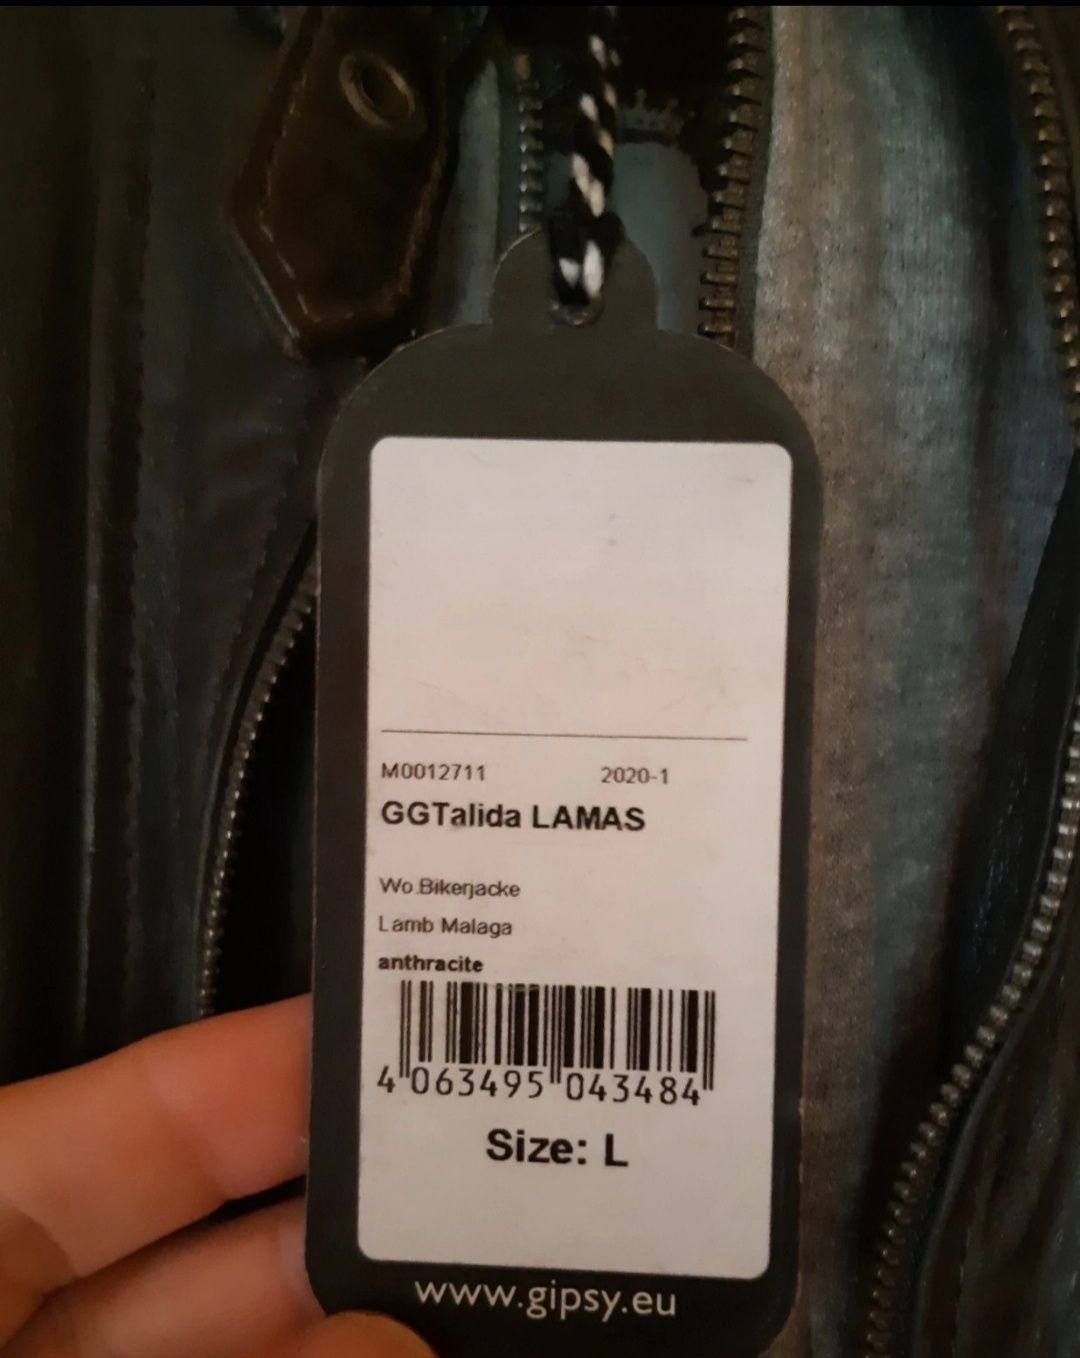 M0012711 2020-1
GGTalida LAMAS
Wo.Bikerjacke
Lamb Malaga
anthracite
4 063495 043484
Size: L
www.gipsy.eu